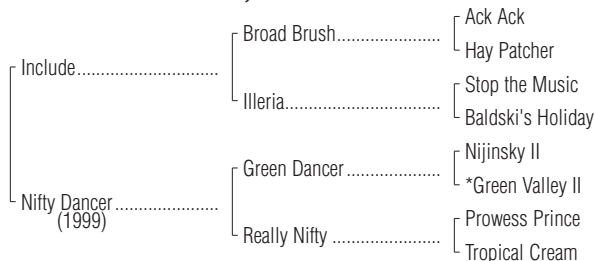 Ack Ack
Broad Brush
Hay Patcher
Include
Stop the Music
Illeria
Baldski's Holiday
Nijinsky II
Green Dancer
*Green Valley II
Nifty Dancer
(1999)
Prowess Prince
Really Nifty
Tropical Cream